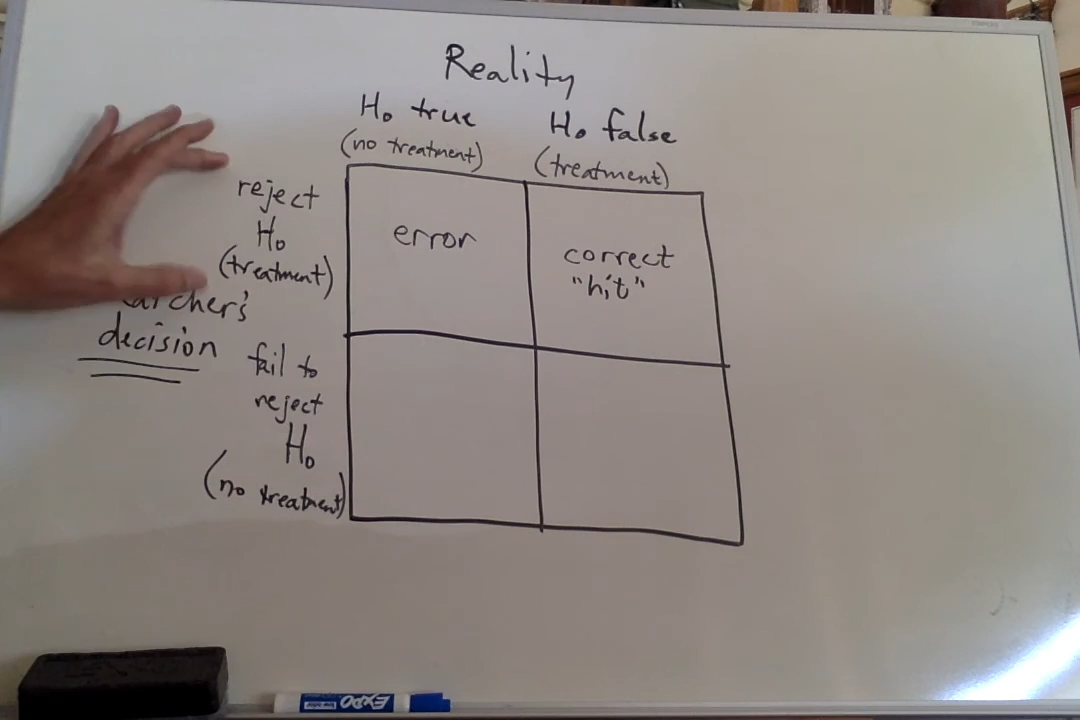 Reality
H₀ true
(no treatment)
H₀ false
(treatment)
reject
H₀
(treatment)
error
correct
"hit"
decision
fail to
reject
H₀
(no treatment)
EXPO